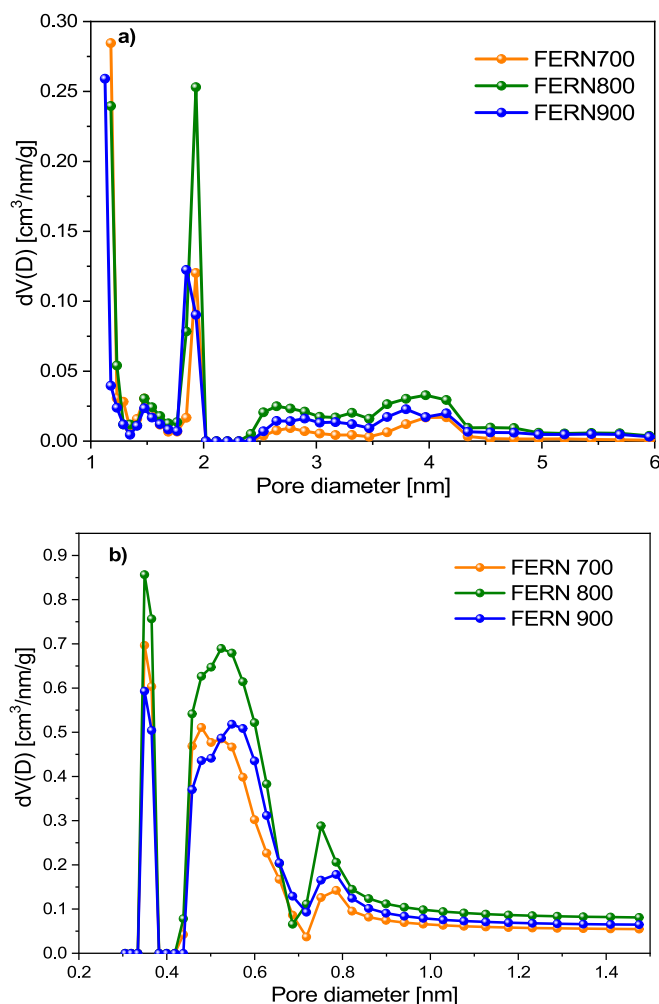 a)
FERN700
FERN800
FERN900
dV(D) [cm³/nm/g]
0.30
0.25
0.20
0.15
0.10
0.05
0.00
1 2 3 4 5 6
Pore diameter [nm]
b)
FERN 700
FERN 800
FERN 900
dV(D) [cm³/nm/g]
0.9
0.8
0.7
0.6
0.5
0.4
0.3
0.2
0.1
0.0
0.2 0.4 0.6 0.8 1.0 1.2 1.4
Pore diameter [nm]